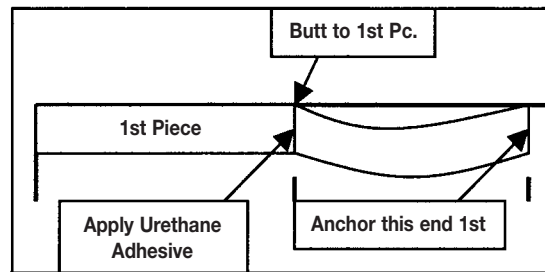 Butt to 1st Pc.
1st Piece
Apply Urethane
Adhesive
Anchor this end 1st